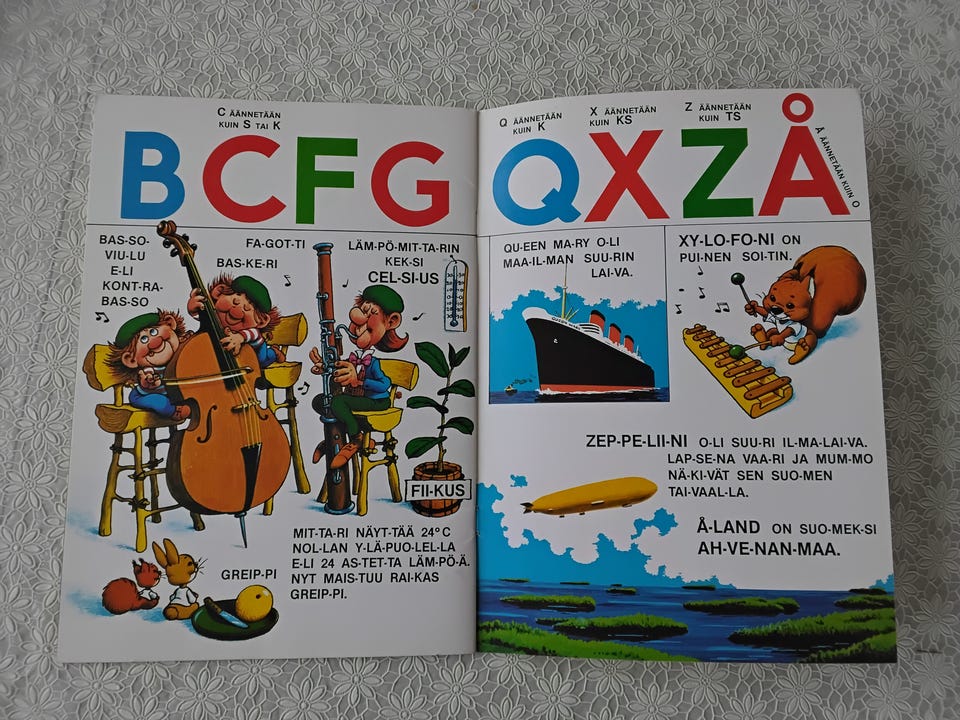 C ÄÄNNETÄÄN
KUIN S TAI K
B C F G
BAS-SO-
VIU-LU
E-LI
KONT-RA-
BAS-SO
FA-GOT-TI
BAS-KE-RI
LÄM-PÖ-MIT-TA-RIN
KEK-SI
CEL-SI-US
FII-KUS
MIT-TA-RI NÄYT-TÄÄ 24°C
NOL-LAN Y-LÄ-PUO-LEL-LA
E-LI 24 AS-TET-TA LÄM-PÖ-Ä.
NYT MAIS-TUU RAI-KAS
GREIP-PI.
GREIP-PI
Q ÄÄNNETÄÄN
KUIN K
X ÄÄNNETÄÄN
KUIN KS
Z ÄÄNNETÄÄN
KUIN TS
Å ÄÄNNETÄÄN KUIN O
Q X Z Å
QU-EEN MA-RY O-LI
MAA-IL-MAN SUU-RIN
LAI-VA.
XY-LO-FO-NI ON
PUI-NEN SOI-TIN.
ZEP-PE-LII-NI O-LI SUU-RI IL-MA-LAI-VA.
LAP-SE-NA VAA-RI JA MUM-MO
NÄ-KI-VÄT SEN SUO-MEN
TAI-VAAL-LA.
Å-LAND ON SUO-MEK-SI
AH-VE-NAN-MAA.